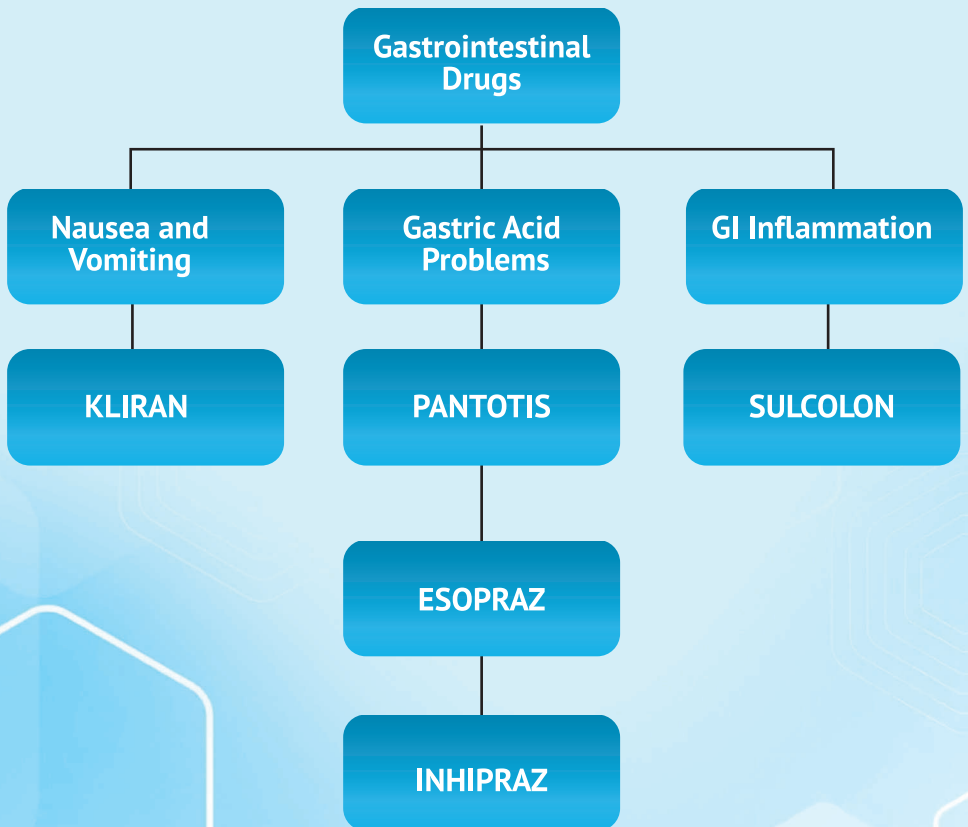 Gastrointestinal
Drugs
Nausea and
Vomiting
Gastric Acid
Problems
GI Inflammation
KLIRAN
PANTOTIS
SULCOLON
ESOPRAZ
INHIPRAZ